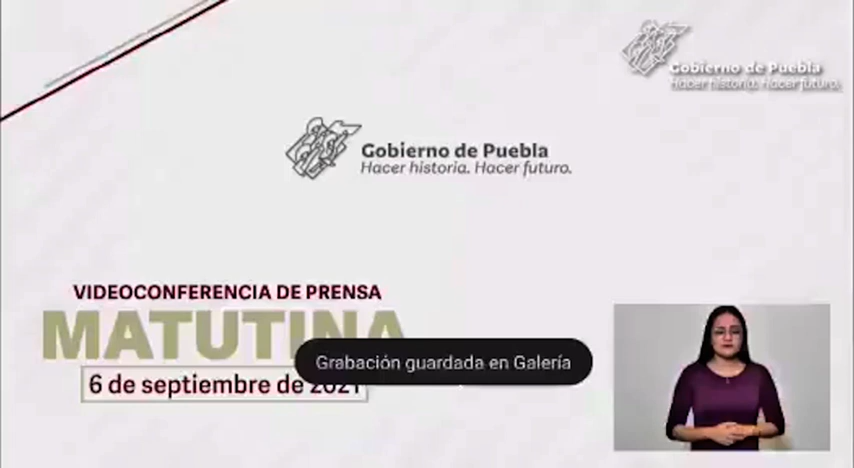 Gobierno de Puebla
Hacer historia. Hacer futuro.
Gobierno de Puebla
Hacer historia. Hacer futuro.
VIDEOCONFERENCIA DE PRENSA
MATUTINA
Grabación guardada en Galería
6 de septiembre de 2021